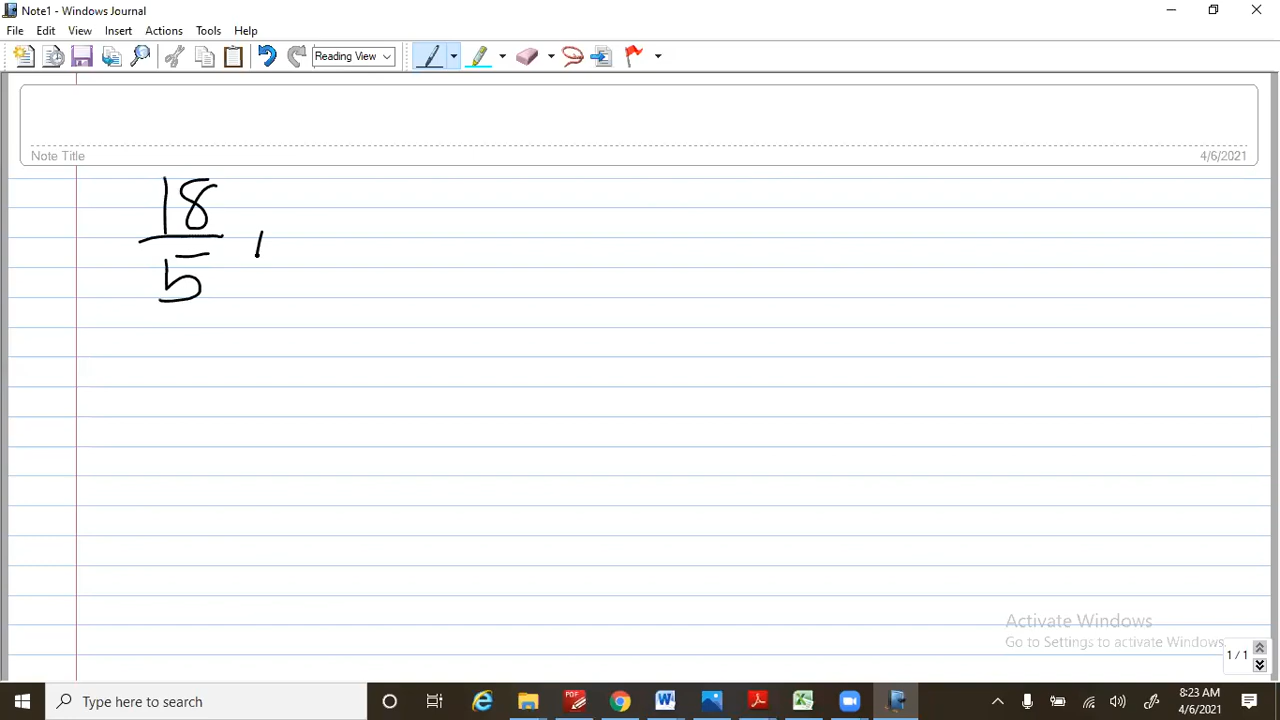 Note1 - Windows Journal
File Edit View Insert Actions Tools Help
Reading View
Note Title
4/6/2021
18
5
Activate Windows
Go to Settings to activate Windows.
1 / 1
Type here to search
8:23 AM
4/6/2021